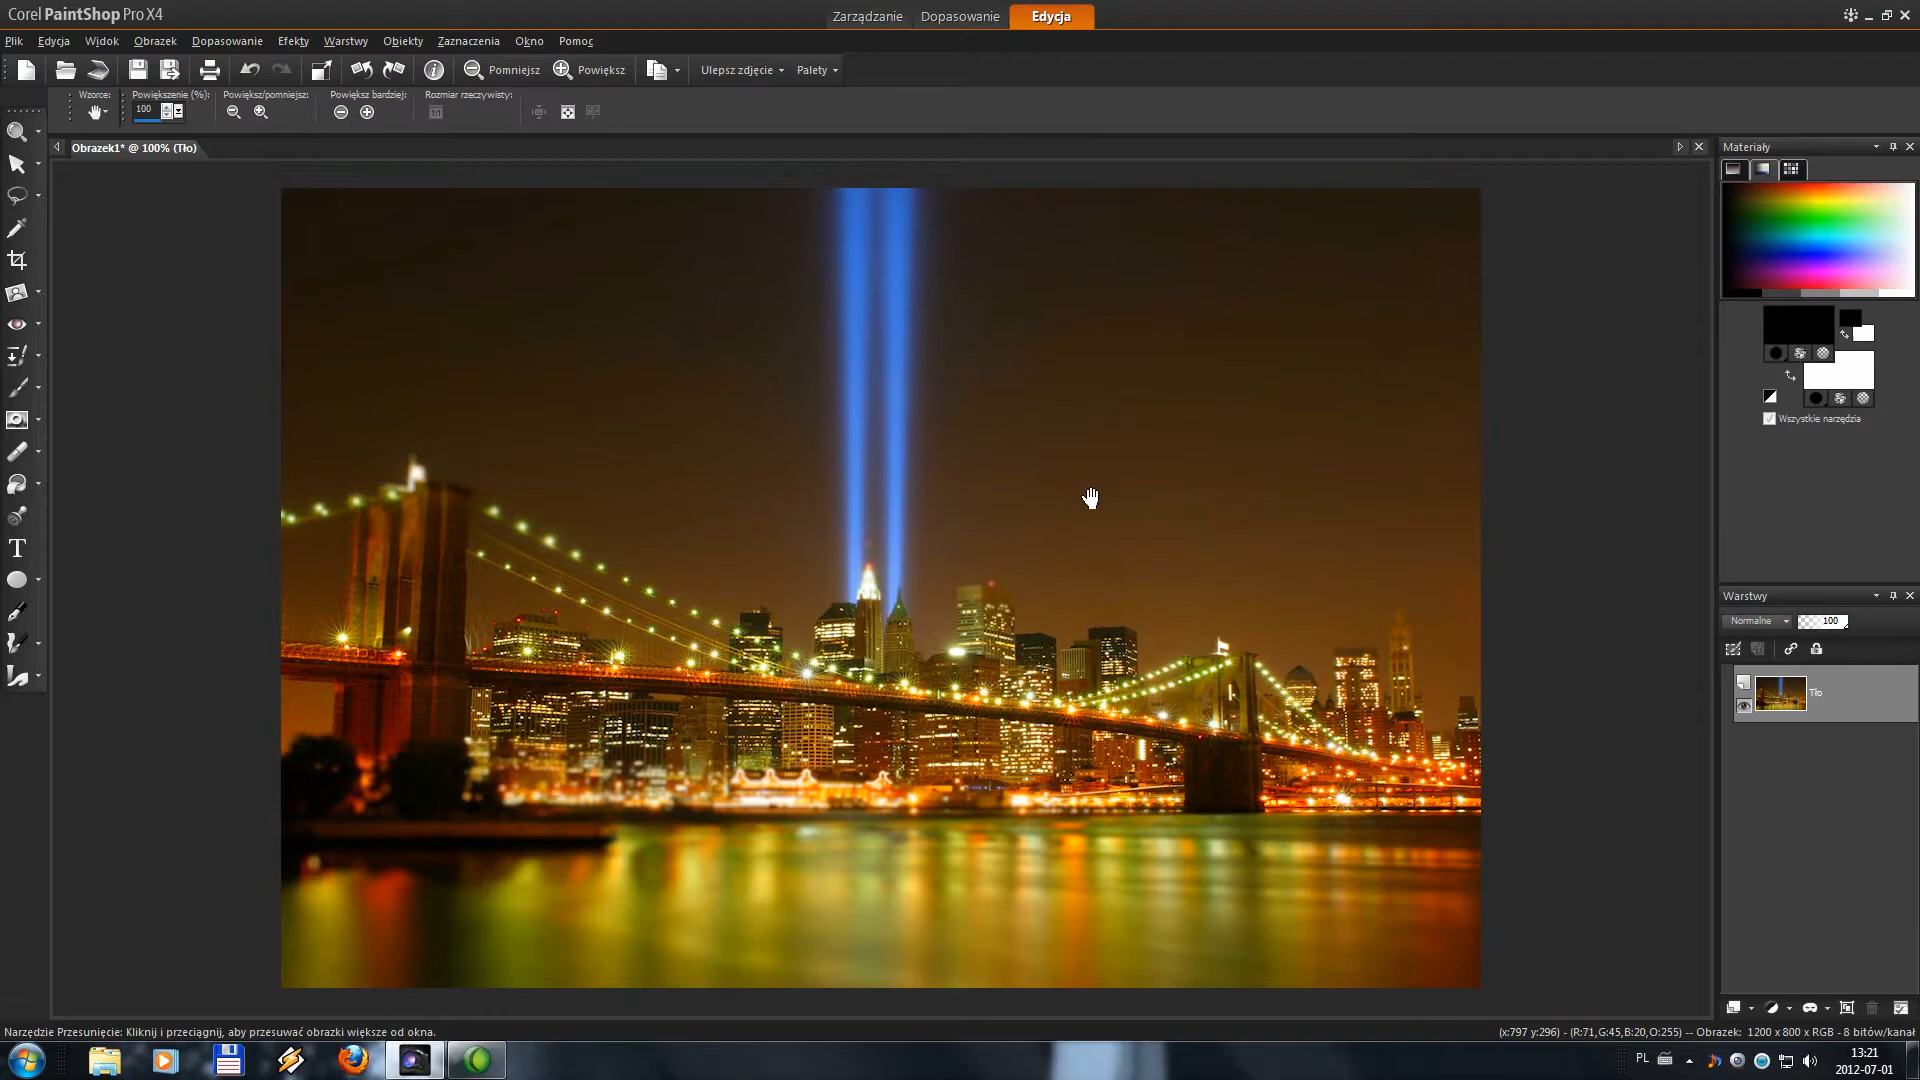 Corel PaintShop Pro X4
Zarządzanie Dopasowanie Edycja
Plik Edycja Widok Obrazek Dopasowanie Efekty Warstwy Obiekty Zaznaczenia Okno Pomoc
Pomniejsz Powiększ Ulepsz zdjęcie Palety
Wzorce: Powiększenie (%): Powiększ/pomniejsz: Powiększ bardziej: Rozmiar rzeczywisty:
100
Obrazek1* @ 100% (Tło)
Materiały
Wszystkie narzędzia
Warstwy
Normalne 100
Tło
Narzędzie Przesunięcie: Kliknij i przeciągnij, aby przesuwać obrazki większe od okna.
(x:797 y:296) - (R:71,G:45,B:20,O:255) -- Obrazek: 1200 x 800 x RGB - 8 bitów/kanał
PL
13:21
2012-07-01